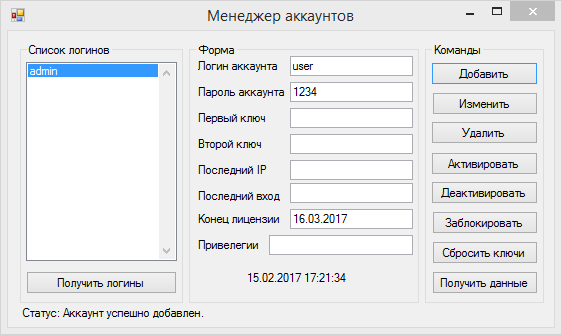 Менеджер аккаунтов
Список логинов
admin
Получить логины
Форма
Логин аккаунта user
Пароль аккаунта 1234
Первый ключ
Второй ключ
Последний IP
Последний вход
Конец лицензии 16.03.2017
Привелегии
15.02.2017 17:21:34
Команды
Добавить
Изменить
Удалить
Активировать
Деактивировать
Заблокировать
Сбросить ключи
Получить данные
Статус: Аккаунт успешно добавлен.